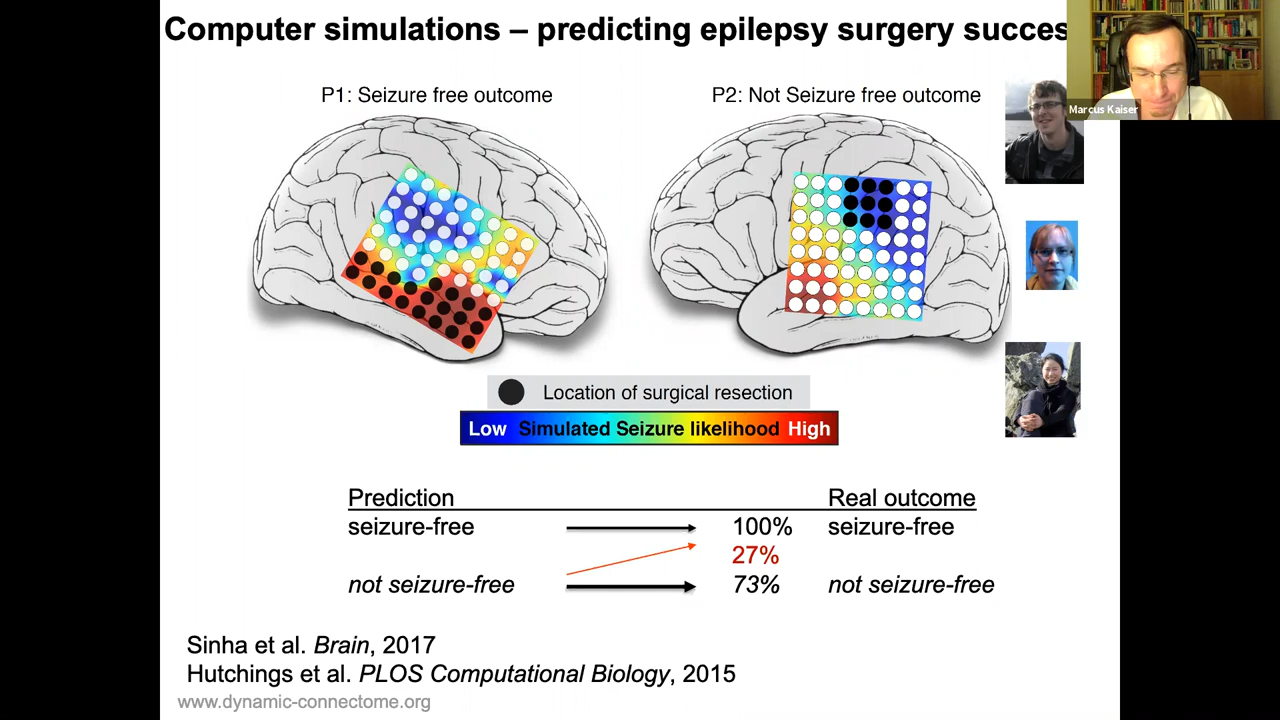 Computer simulations – predicting epilepsy surgery succes
Marcus Kaiser
P1: Seizure free outcome
P2: Not Seizure free outcome
Location of surgical resection
Low Simulated Seizure likelihood High
Prediction Real outcome
seizure-free 100% seizure-free
27%
not seizure-free 73% not seizure-free
Sinha et al. Brain, 2017
Hutchings et al. PLOS Computational Biology, 2015
www.dynamic-connectome.org